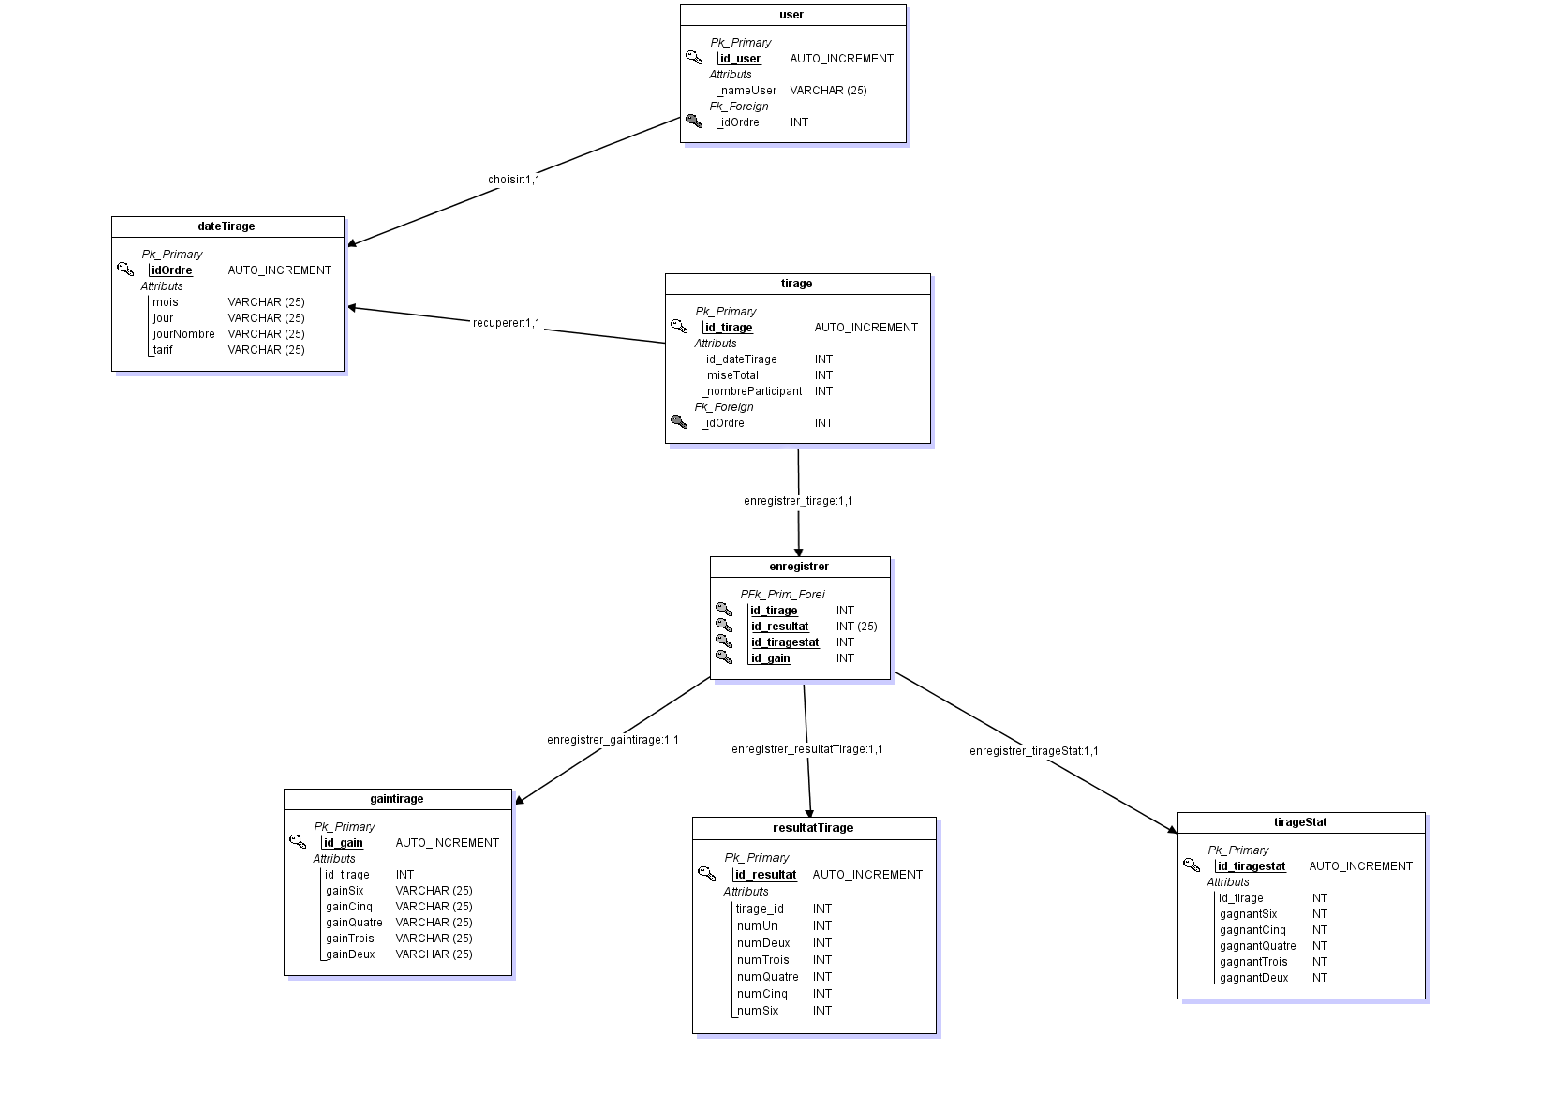 user
Pk_Primary
id_user AUTO_INCREMENT
Attributs
_nameUser VARCHAR (25)
Fk_Foreign
_idOrdre INT
choisir:1,1
dateTirage
Pk_Primary
idOrdre AUTO_INCREMENT
Attributs
mois VARCHAR (25)
jour VARCHAR (25)
jourNombre VARCHAR (25)
tarif VARCHAR (25)
recuperer:1,1
tirage
Pk_Primary
id_tirage AUTO_INCREMENT
Attributs
id_dateTirage INT
miseTotal INT
_nombreParticipant INT
Fk_Foreign
_idOrdre INT
enregistrer_tirage:1,1
enregistrer
PFk_Prim_Forei
id_tirage INT
id_resultat INT (25)
id_tiragestat INT
id_gain INT
enregistrer_gaintirage:1,1
enregistrer_resultatTirage:1,1
enregistrer_tirageStat:1,1
gaintirage
Pk_Primary
id_gain AUTO_INCREMENT
Attributs
id_tirage INT
gainSix VARCHAR (25)
gainCinq VARCHAR (25)
gainQuatre VARCHAR (25)
gainTrois VARCHAR (25)
gainDeux VARCHAR (25)
resultatTirage
Pk_Primary
id_resultat AUTO_INCREMENT
Attributs
tirage_id INT
numUn INT
numDeux INT
numTrois INT
numQuatre INT
numCinq INT
numSix INT
tirageStat
Pk_Primary
id_tiragestat AUTO_INCREMENT
Attributs
id_tirage INT
gagnantSix INT
gagnantCinq INT
gagnantQuatre INT
gagnantTrois INT
gagnantDeux INT